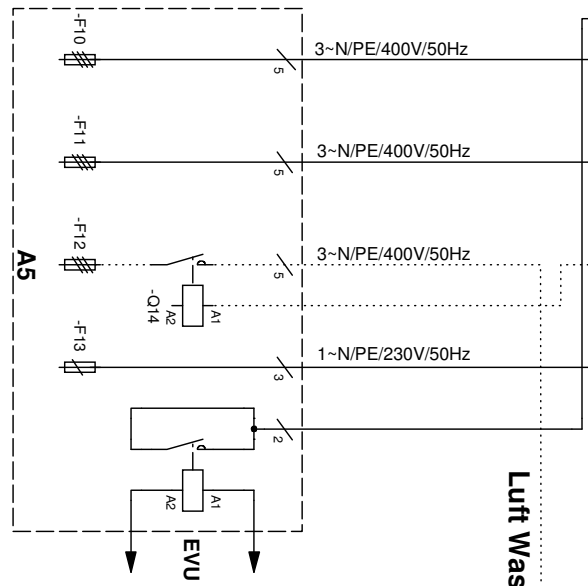 -F10
5
3~N/PE/400V/50Hz
-F11
5
3~N/PE/400V/50Hz
-F12
5
3~N/PE/400V/50Hz
A5
-Q14
A2
A1
-F13
3
1~N/PE/230V/50Hz
2
A2
A1
EVU
Luft Was